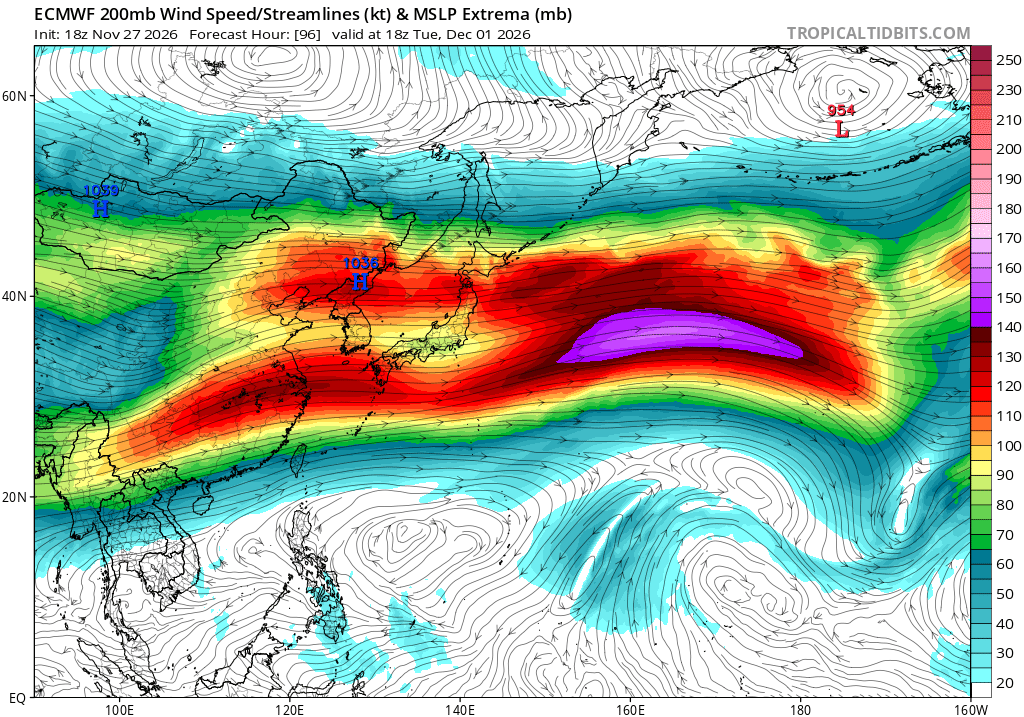 ECMWF 200mb Wind Speed/Streamlines (kt) & MSLP Extrema (mb)
Init: 18z Nov 27 2026   Forecast Hour: [96]   valid at 18z Tue, Dec 01 2026
TROPICALTIDBITS.COM
60N
40N
20N
EQ
100E
120E
140E
160E
180
160W
954
L
1039
H
1036
H
250
230
210
200
190
180
170
160
150
140
130
120
110
100
90
80
70
60
50
40
30
20